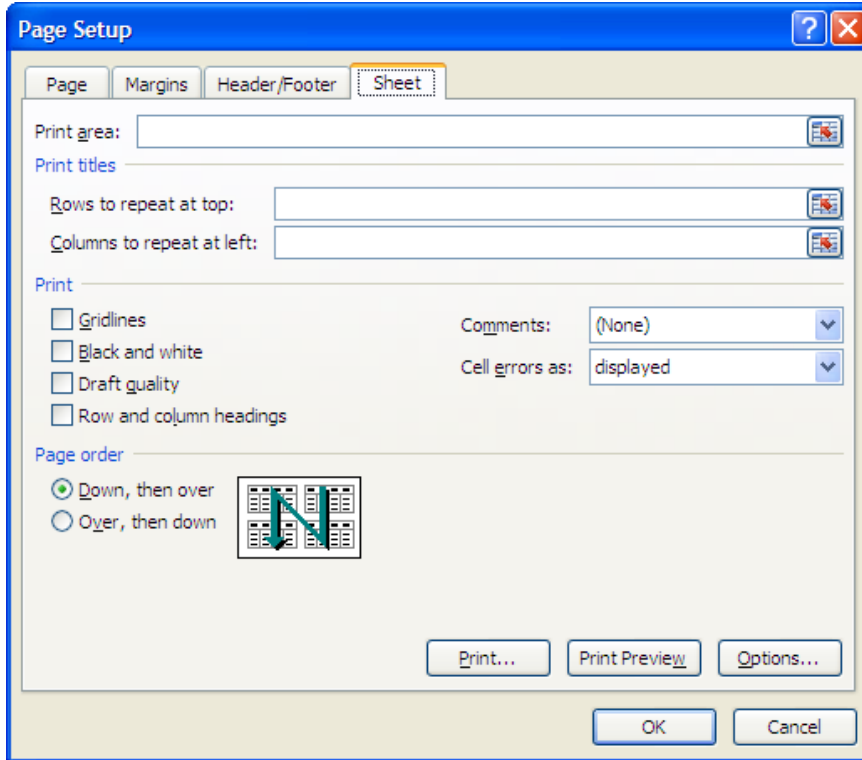 Page Setup
Page Margins Header/Footer Sheet
Print area:
Print titles
Rows to repeat at top:
Columns to repeat at left:
Print
Gridlines
Black and white
Draft quality
Row and column headings
Comments: (None)
Cell errors as: displayed
Page order
Down, then over
Over, then down
Print... Print Preview Options...
OK Cancel